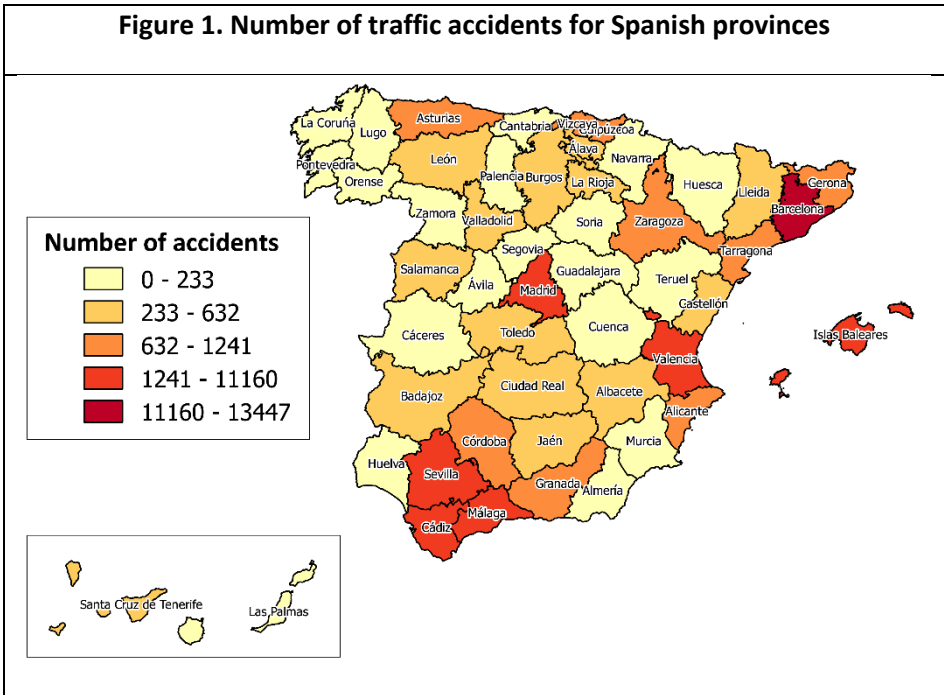 Figure 1. Number of traffic accidents for Spanish provinces
La Coruña
Lugo
Asturias
Cantabria
Vizcaya
Guipúzcoa
Álava
Navarra
Pontevedra
Orense
León
Palencia
Burgos
La Rioja
Huesca
Lleida
Gerona
Barcelona
Zamora
Valladolid
Soria
Zaragoza
Tarragona
Number of accidents
0 - 233
233 - 632
632 - 1241
1241 - 11160
11160 - 13447
Salamanca
Segovia
Ávila
Madrid
Guadalajara
Teruel
Castellón
Cáceres
Toledo
Cuenca
Valencia
Islas Baleares
Badajoz
Ciudad Real
Albacete
Alicante
Huelva
Sevilla
Córdoba
Jaén
Murcia
Granada
Almería
Málaga
Cádiz
Santa Cruz de Tenerife
Las Palmas